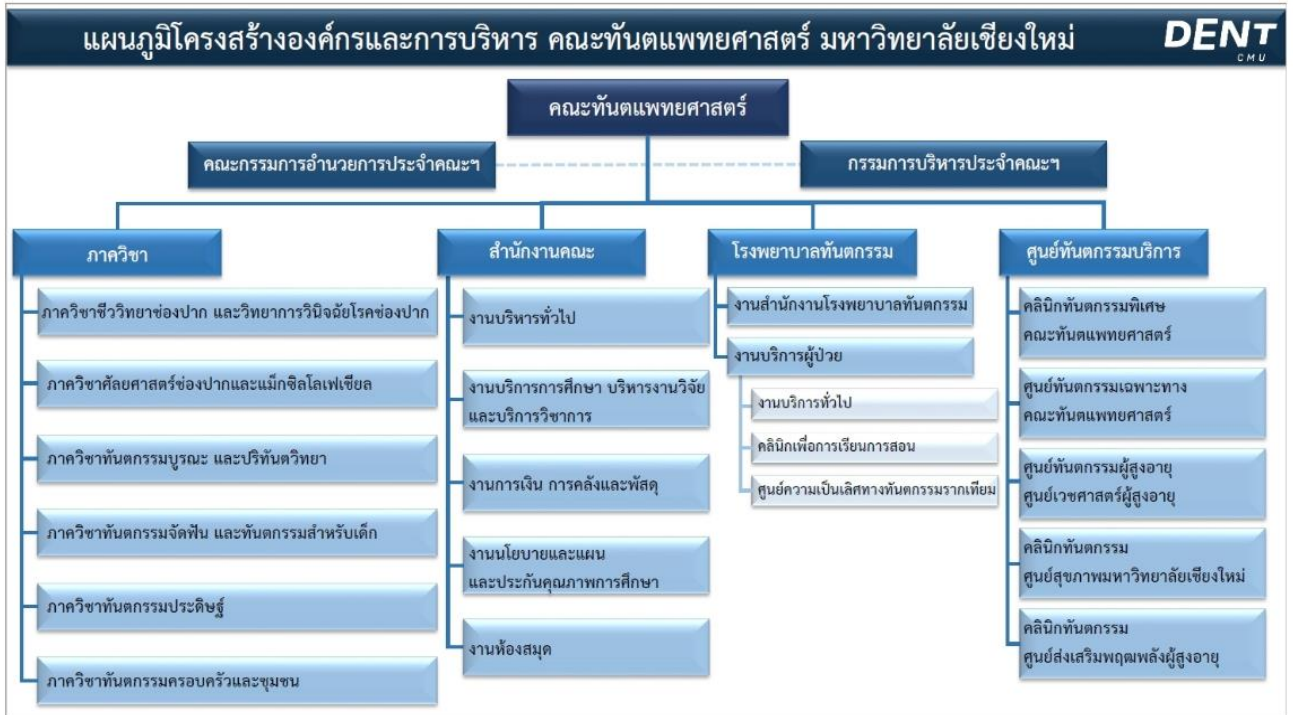 แผนภูมิโครงสร้างองค์กรและการบริหาร คณะทันตแพทยศาสตร์ มหาวิทยาลัยเชียงใหม่
DENT
CMU
คณะทันตแพทยศาสตร์
คณะกรรมการอำนวยการประจำคณะฯ
กรรมการบริหารประจำคณะฯ
ภาควิชา
ภาควิชาชีววิทยาช่องปาก และวิทยาการวินิจฉัยโรคช่องปาก
ภาควิชาศัลยศาสตร์ช่องปากและแม็กซิลโลเฟเชียล
ภาควิชาทันตกรรมบูรณะ และปริทันตวิทยา
ภาควิชาทันตกรรมจัดฟัน และทันตกรรมสำหรับเด็ก
ภาควิชาทันตกรรมประดิษฐ์
ภาควิชาทันตกรรมครอบครัวและชุมชน
สำนักงานคณะ
งานบริหารทั่วไป
งานบริการการศึกษา บริหารงานวิจัย
และบริการวิชาการ
งานการเงิน การคลังและพัสดุ
งานนโยบายและแผน
และประกันคุณภาพการศึกษา
งานห้องสมุด
โรงพยาบาลทันตกรรม
งานสำนักงานโรงพยาบาลทันตกรรม
งานบริการผู้ป่วย
งานบริการทั่วไป
คลินิกเพื่อการเรียนการสอน
ศูนย์ความเป็นเลิศทางทันตกรรมรากเทียม
ศูนย์ทันตกรรมบริการ
คลินิกทันตกรรมพิเศษ
คณะทันตแพทยศาสตร์
ศูนย์ทันตกรรมเฉพาะทาง
คณะทันตแพทยศาสตร์
ศูนย์ทันตกรรมผู้สูงอายุ
ศูนย์เวชศาสตร์ผู้สูงอายุ
คลินิกทันตกรรม
ศูนย์สุขภาพมหาวิทยาลัยเชียงใหม่
คลินิกทันตกรรม
ศูนย์ส่งเสริมพฤฒพลังผู้สูงอายุ